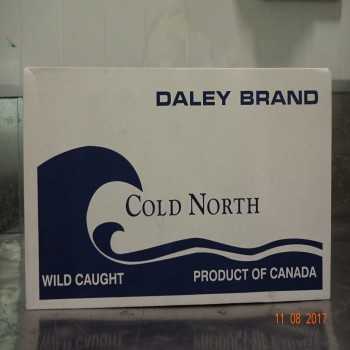 DALEY BRAND
COLD NORTH
WILD CAUGHT
PRODUCT OF CANADA
11 08 2017